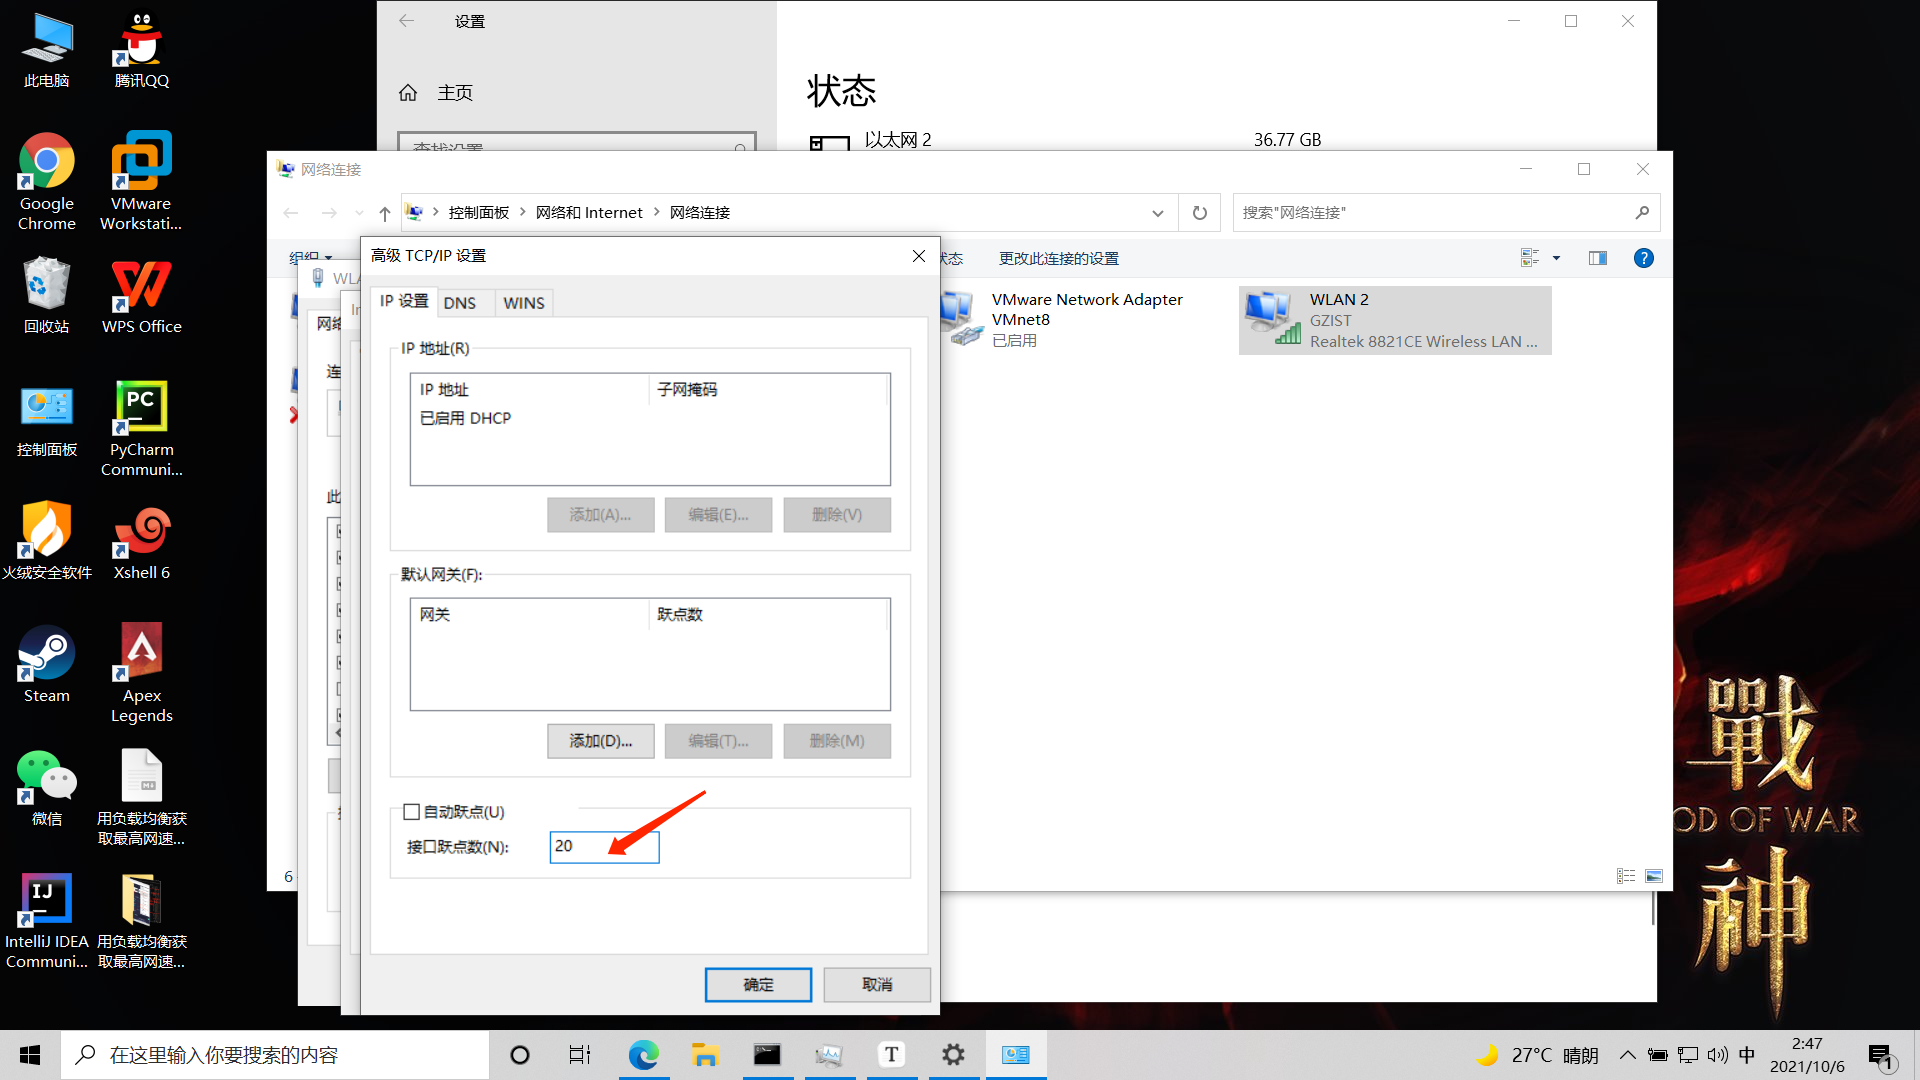 此电脑
腾讯QQ
Google
Chrome
VMware
Workstati...
回收站
WPS Office
控制面板
PyCharm
Communi...
火绒安全软件
Xshell 6
Steam
Apex
Legends
微信
用负载均衡获
取最高网速...
IntelliJ IDEA
Communi...
用负载均衡获
取最高网速...
设置
主页
查找设置
状态
以太网 2
36.77 GB
网络连接
控制面板
网络和 Internet
网络连接
搜索"网络连接"
组织
状态
更改此连接的设置
VMware Network Adapter
VMnet8
已启用
WLAN 2
GZIST
Realtek 8821CE Wireless LAN ...
6
WLA
In
网络
连
此
高级 TCP/IP 设置
IP 设置
DNS
WINS
IP 地址(R)
IP 地址
子网掩码
已启用 DHCP
添加(A)...
编辑(E)...
删除(V)
默认网关(F):
网关
跃点数
添加(D)...
编辑(T)...
删除(M)
自动跃点(U)
接口跃点数(N):
20
确定
取消
戰
OD OF WAR
神
在这里输入你要搜索的内容
27°C 晴朗
中
2:47
2021/10/6
1